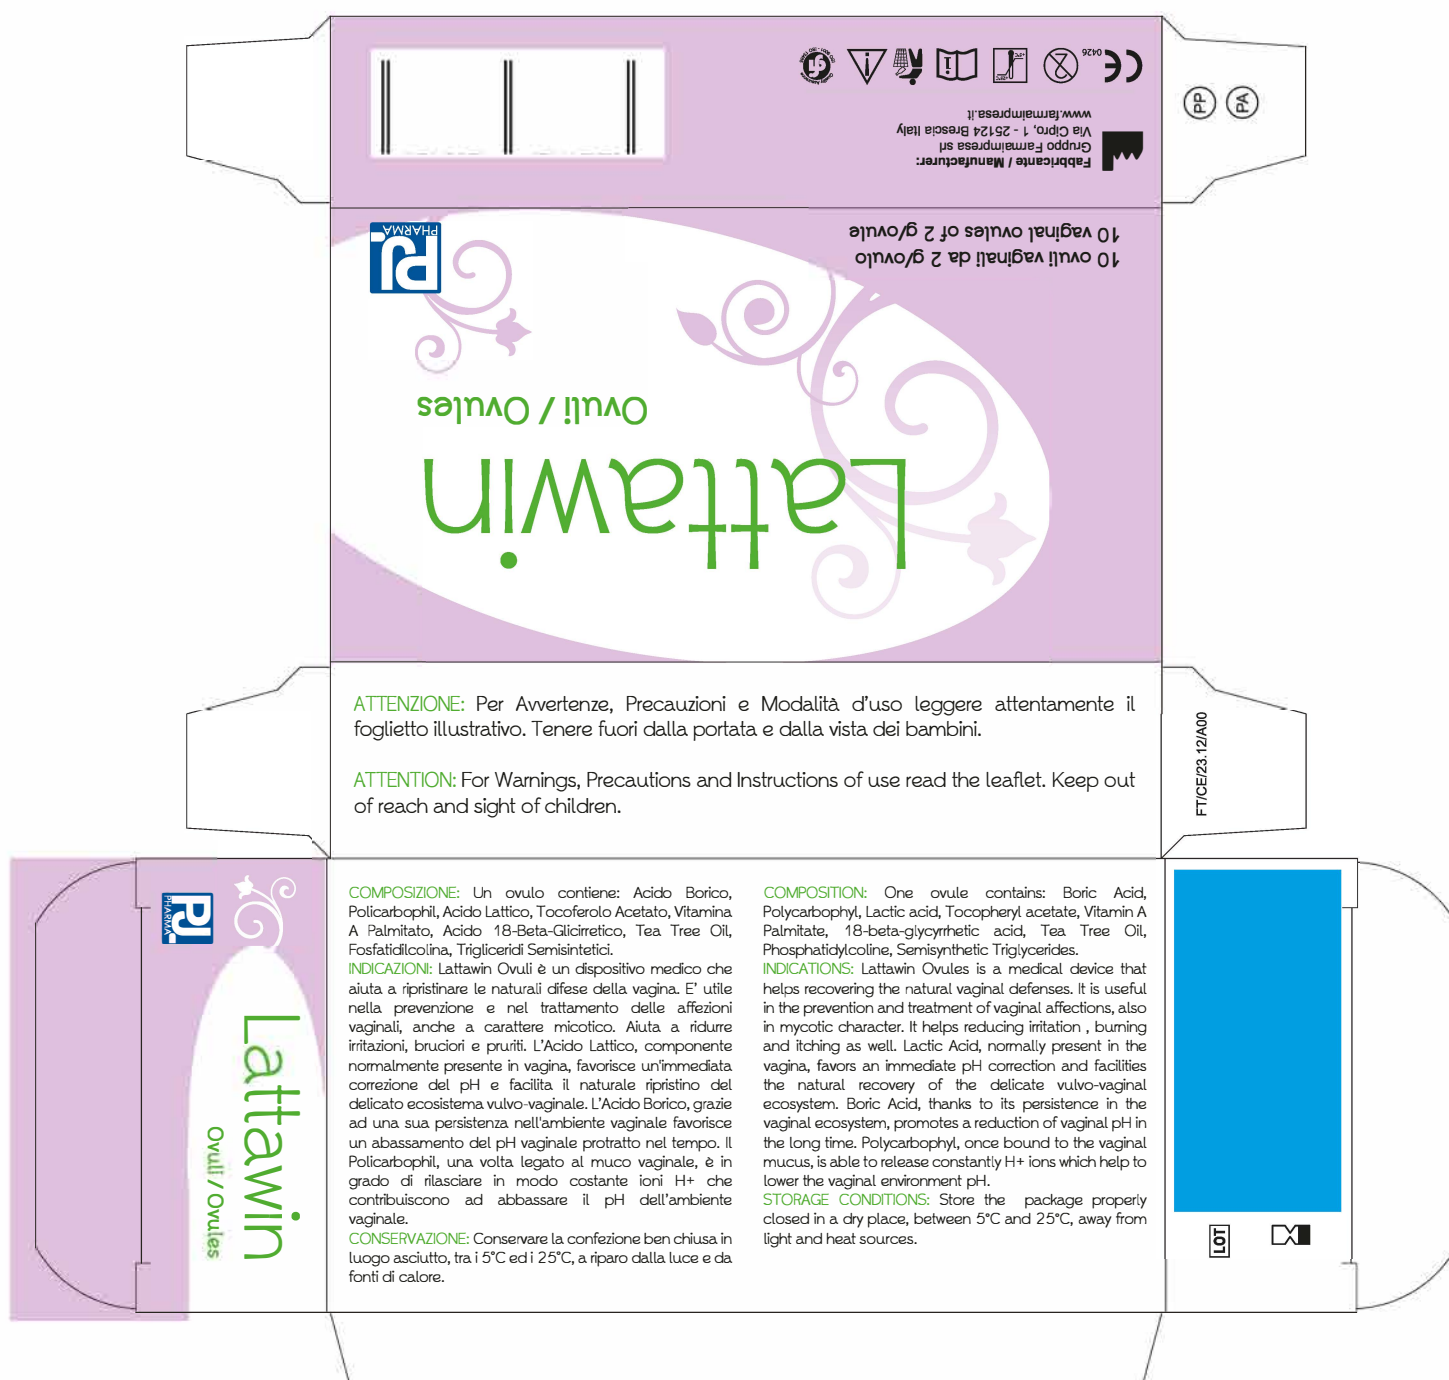 CE 0426
Fabbricante / Manufacturer:
Gruppo Farmaimpresa srl
Via Cipro, 1 - 25124 Brescia Italy
www.farmaimpresa.it
PP
PA
10 ovuli vaginali da 2 g/ovulo
10 vaginal ovules of 2 g/ovule
PJ
PHARMA
Lattawin
Ovuli / Ovules
ATTENZIONE: Per Avvertenze, Precauzioni e Modalità d'uso leggere attentamente il
foglietto illustrativo. Tenere fuori dalla portata e dalla vista dei bambini.
ATTENTION: For Warnings, Precautions and Instructions of use read the leaflet. Keep out
of reach and sight of children.
FT/CE/23.12/A00
PJ
PHARMA
Lattawin
Ovuli / Ovules
COMPOSIZIONE: Un ovulo contiene: Acido Borico,
Policarbophil, Acido Lattico, Tocoferolo Acetato, Vitamina
A Palmitato, Acido 18-Beta-Glicirretico, Tea Tree Oil,
Fosfatidilcolina, Trigliceridi Semisintetici.
INDICAZIONI: Lattawin Ovuli è un dispositivo medico che
aiuta a ripristinare le naturali difese della vagina. E' utile
nella prevenzione e nel trattamento delle affezioni
vaginali, anche a carattere micotico. Aiuta a ridurre
irritazioni, bruciori e pruriti. L'Acido Lattico, componente
normalmente presente in vagina, favorisce un'immediata
correzione del pH e facilita il naturale ripristino del
delicato ecosistema vulvo-vaginale. L'Acido Borico, grazie
ad una sua persistenza nell'ambiente vaginale favorisce
un abassamento del pH vaginale protratto nel tempo. Il
Policarbophil, una volta legato al muco vaginale, è in
grado di rilasciare in modo costante ioni H+ che
contribuiscono ad abbassare il pH dell'ambiente
vaginale.
CONSERVAZIONE: Conservare la confezione ben chiusa in
luogo asciutto, tra i 5°C ed i 25°C, a riparo dalla luce e da
fonti di calore.
COMPOSITION: One ovule contains: Boric Acid,
Polycarbophyl, Lactic acid, Tocopheryl acetate, Vitamin A
Palmitate, 18-beta-glycyrrhetic acid, Tea Tree Oil,
Phosphatidylcoline, Semisynthetic Triglycerides.
INDICATIONS: Lattawin Ovules is a medical device that
helps recovering the natural vaginal defenses. It is useful
in the prevention and treatment of vaginal affections, also
in mycotic character. It helps reducing irritation , burning
and itching as well. Lactic Acid, normally present in the
vagina, favors an immediate pH correction and facilities
the natural recovery of the delicate vulvo-vaginal
ecosystem. Boric Acid, thanks to its persistence in the
vaginal ecosystem, promotes a reduction of vaginal pH in
the long time. Polycarbophyl, once bound to the vaginal
mucus, is able to release constantly H+ ions which help to
lower the vaginal environment pH.
STORAGE CONDITIONS: Store the package properly
closed in a dry place, between 5°C and 25°C, away from
light and heat sources.
LOT